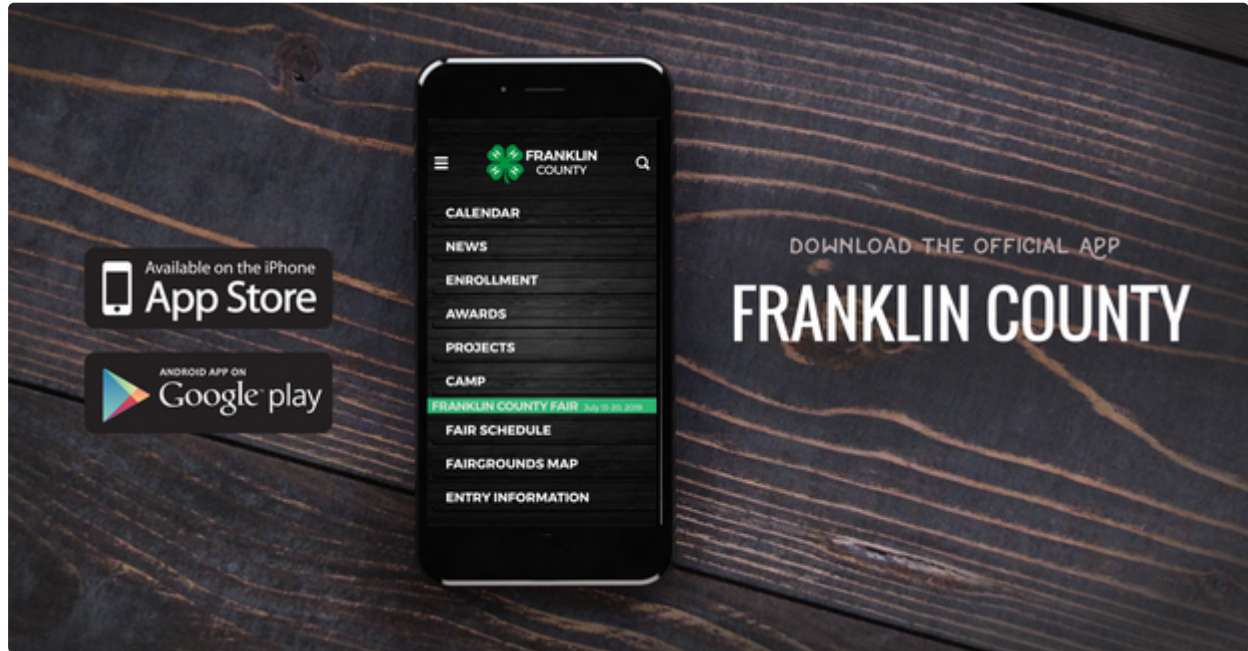 Available on the iPhone
App Store
ANDROID APP ON
Google play
FRANKLIN
COUNTY
CALENDAR
NEWS
ENROLLMENT
AWARDS
PROJECTS
CAMP
FRANKLIN COUNTY FAIR 2019
FAIR SCHEDULE
FAIRGROUNDS MAP
ENTRY INFORMATION
DOWNLOAD THE OFFICIAL APP
FRANKLIN COUNTY